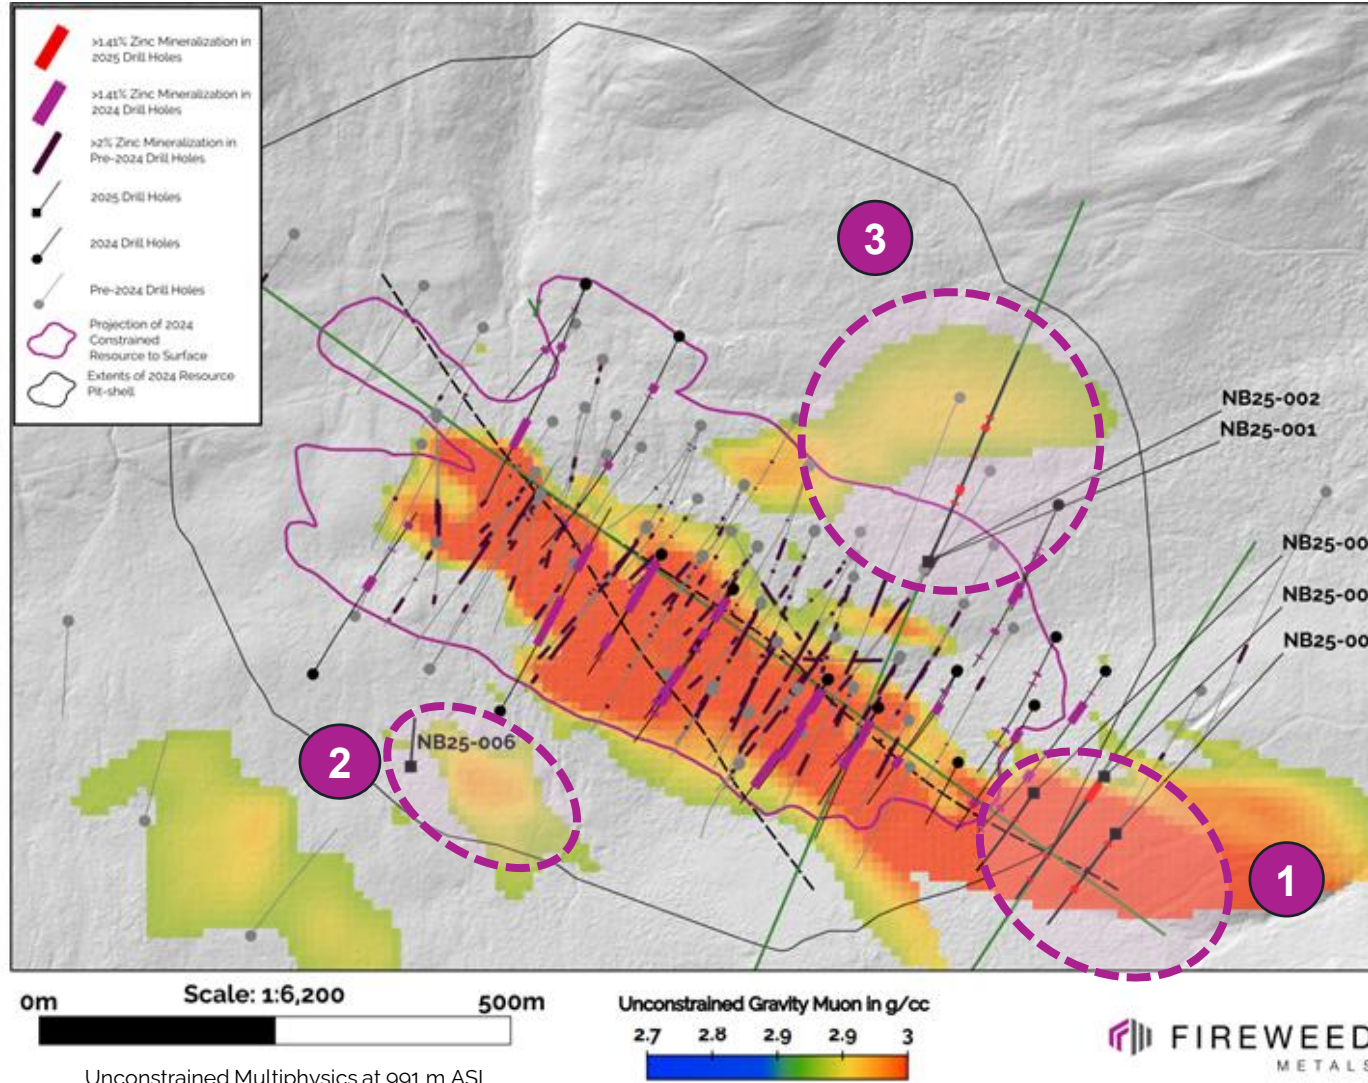 >1.41% Zinc Mineralization in
2025 Drill Holes
>1.41% Zinc Mineralization in
2024 Drill Holes
>2% Zinc Mineralization in
Pre-2024 Drill Holes
2025 Drill Holes
2024 Drill Holes
Pre-2024 Drill Holes
Projection of 2024
Constrained
Resource to Surface
Extents of 2024 Resource
Pit-shell
3
NB25-002
NB25-001
NB25-00
NB25-00
NB25-00
2
NB25-006
1
0m
Scale: 1:6,200
500m
Unconstrained Gravity Muon in g/cc
2.7
2.8
2.9
2.9
3
FIREWEED
METALS
Unconstrained Multiphysics at 991 m ASL